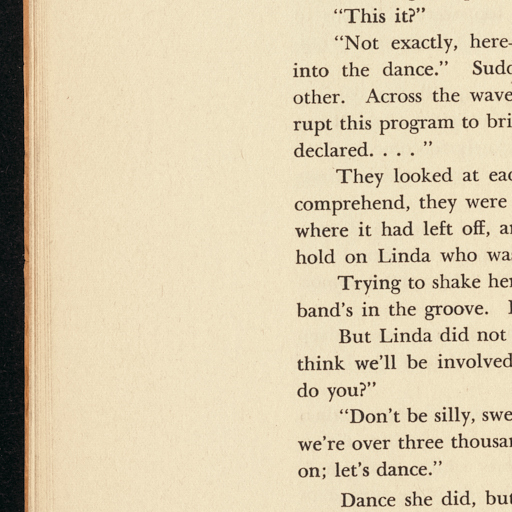 "This it?"
"Not exactly, here-
into the dance." Sudd
other. Across the wave
rupt this program to bri
declared. . . . "
They looked at eac
comprehend, they were
where it had left off, a
hold on Linda who wa
Trying to shake her
band's in the groove.
But Linda did not
think we'll be involved
do you?"
"Don't be silly, swe
we're over three thousan
on; let's dance."
Dance she did, but